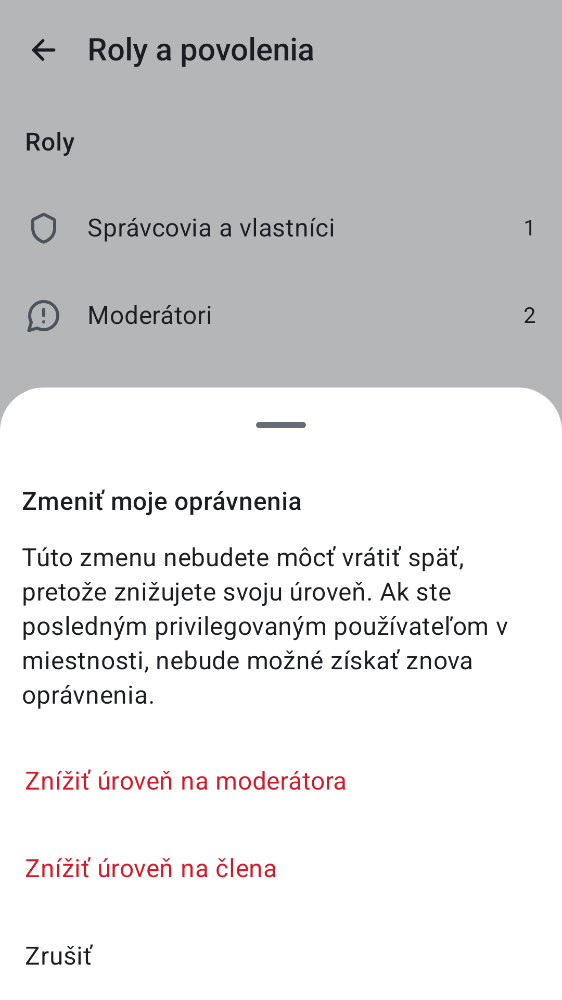 Roly a povolenia
Roly
Správcovia a vlastníci 1
Moderátori 2
Zmeniť moje oprávnenia
Túto zmenu nebudete môcť vrátiť späť,
pretože znižujete svoju úroveň. Ak ste
posledným privilegovaným používateľom v
miestnosti, nebude možné získať znova
oprávnenia.
Znížiť úroveň na moderátora
Znížiť úroveň na člena
Zrušiť